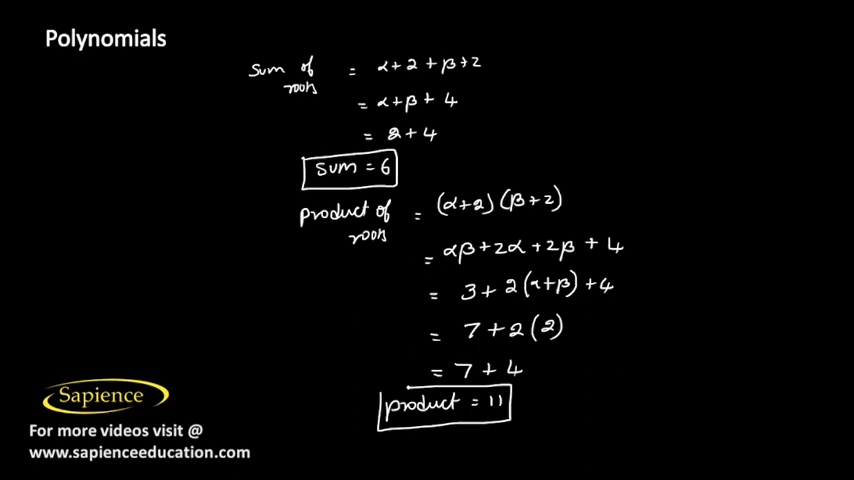 Polynomials
sum of roots = α+2+β+2
= α+β+4
= 2+4
sum = 6
product of roots = (α+2)(β+2)
= αβ+2α+2β+4
= 3+2(α+β)+4
= 7+2(2)
= 7+4
product = 11
Sapience
For more videos visit @
www.sapienceeducation.com